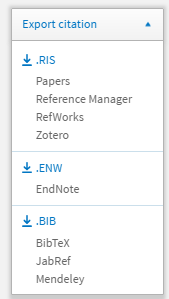 Export citation
.RIS
Papers
Reference Manager
RefWorks
Zotero
.ENW
EndNote
.BIB
BibTeX
JabRef
Mendeley